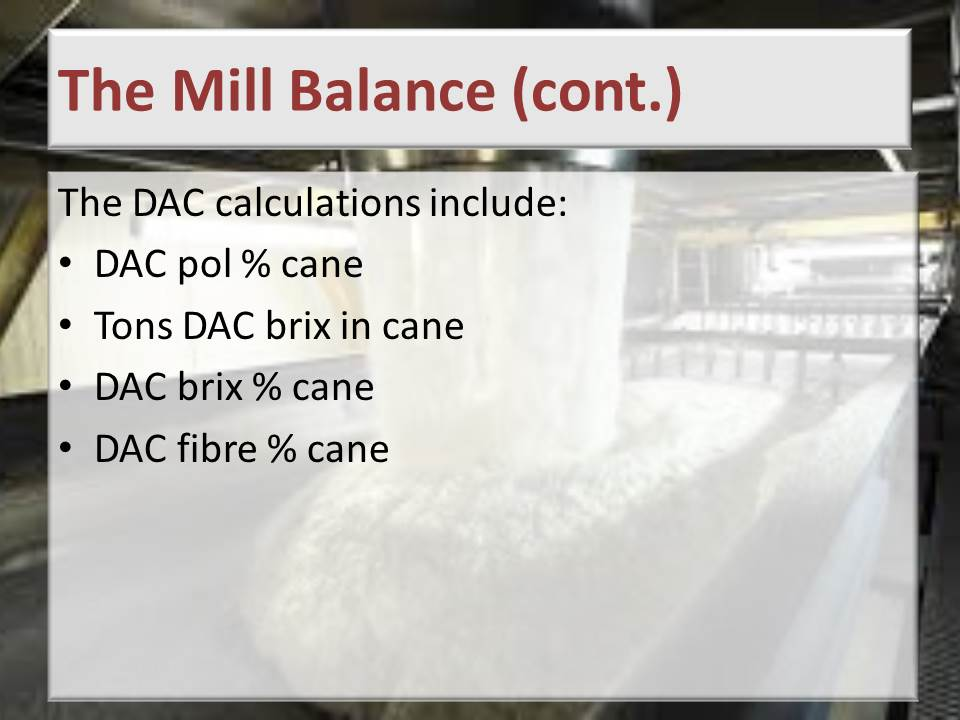 The Mill Balance (cont.)
The DAC calculations include:
• DAC pol % cane
• Tons DAC brix in cane
• DAC brix % cane
• DAC fibre % cane